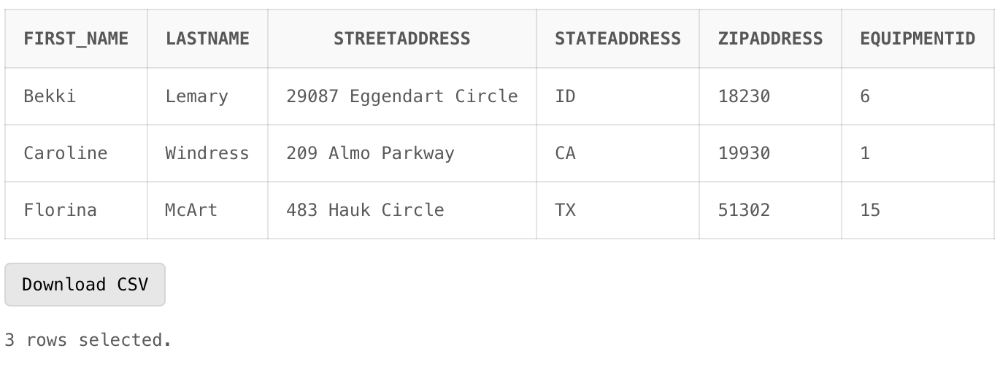 FIRST_NAME LASTNAME STREETADDRESS STATEADDRESS ZIPADDRESS EQUIPMENTID
Bekki Lemary 29087 Eggendart Circle ID 18230 6
Caroline Windress 209 Almo Parkway CA 19930 1
Florina McArt 483 Hauk Circle TX 51302 15
Download CSV
3 rows selected.